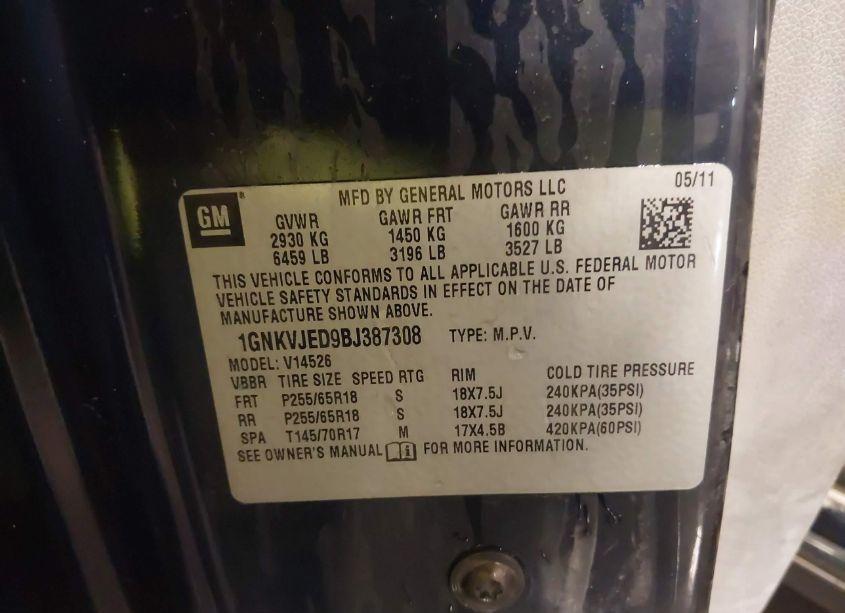 GM ®
MFD BY GENERAL MOTORS LLC 05/11
GVWR GAWR FRT GAWR RR
2930 KG 1450 KG 1600 KG
6459 LB 3196 LB 3527 LB
THIS VEHICLE CONFORMS TO ALL APPLICABLE U.S. FEDERAL MOTOR
VEHICLE SAFETY STANDARDS IN EFFECT ON THE DATE OF
MANUFACTURE SHOWN ABOVE.
1GNKVJED9BJ387308 TYPE: M.P.V.
MODEL: V14526
VBBR TIRE SIZE SPEED RTG RIM COLD TIRE PRESSURE
FRT P255/65R18 S 18X7.5J 240KPA(35PSI)
RR P255/65R18 S 18X7.5J 240KPA(35PSI)
SPA T145/70R17 M 17X4.5B 420KPA(60PSI)
SEE OWNER'S MANUAL FOR MORE INFORMATION.